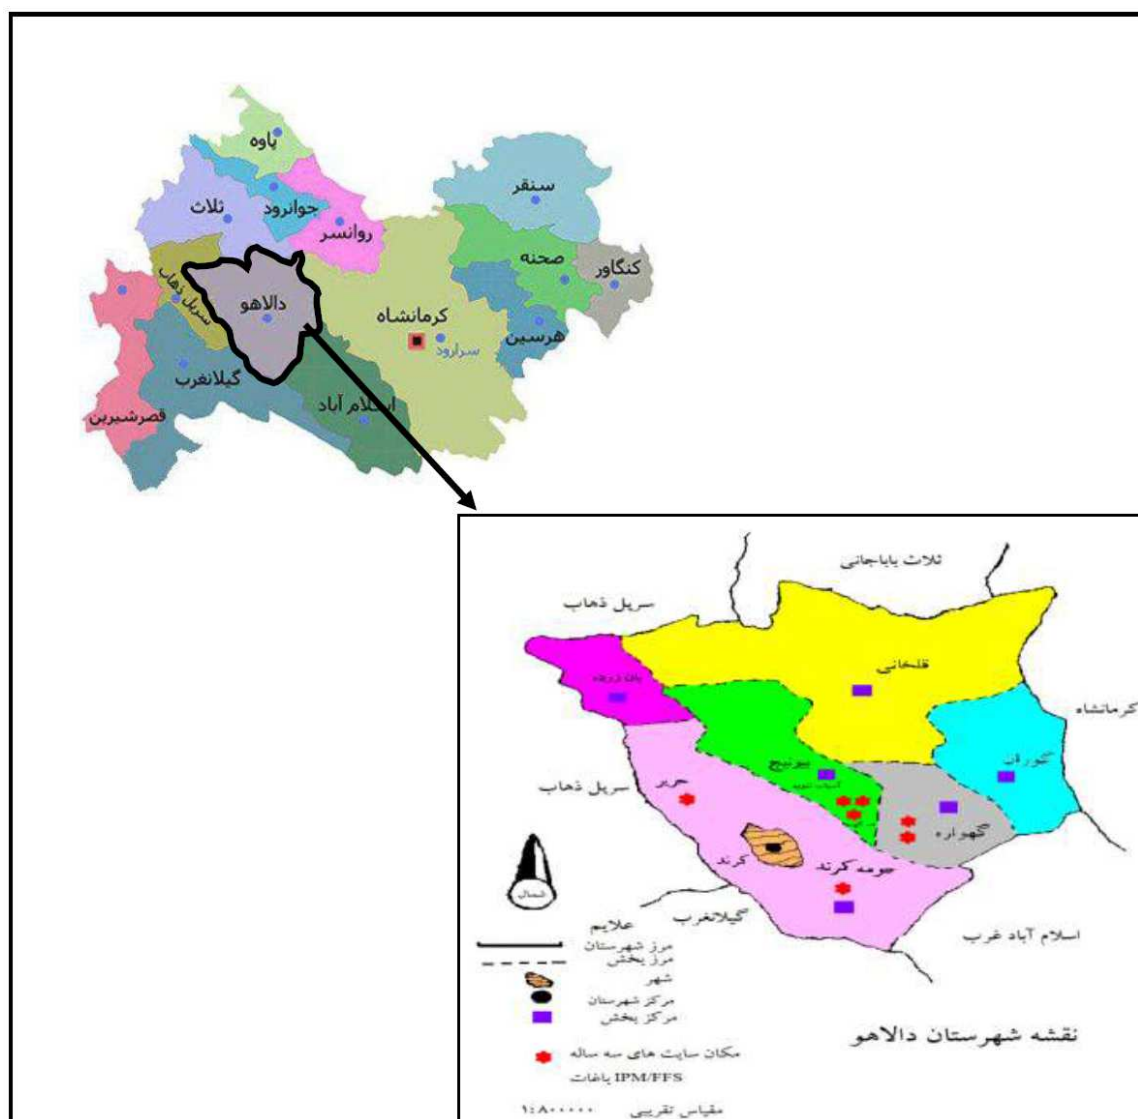 پاوه
سنقر
جوانرود
ثلاث
روانسر
صحنه
کنگاور
سرپل ذهاب
دالاهو
کرمانشاه
سرارود
هرسین
گیلانغرب
اسلام آباد
قصرشیرین
ثلاث باباجانی
سرپل ذهاب
قلخانی
بان زرده
کرمانشاه
گوران
بیونیج
سرپل ذهاب
حریر
گهواره
کرند
حومه کرند
شمال
گیلانغرب
اسلام آباد غرب
علایم
مرز شهرستان
مرز بخش
شهر
مرکز شهرستان
مرکز بخش
نقشه شهرستان دالاهو
مکان سایت های سه ساله
IPM/FFS باغات
مقیاس تقریبی ۱:۸۰۰۰۰۰